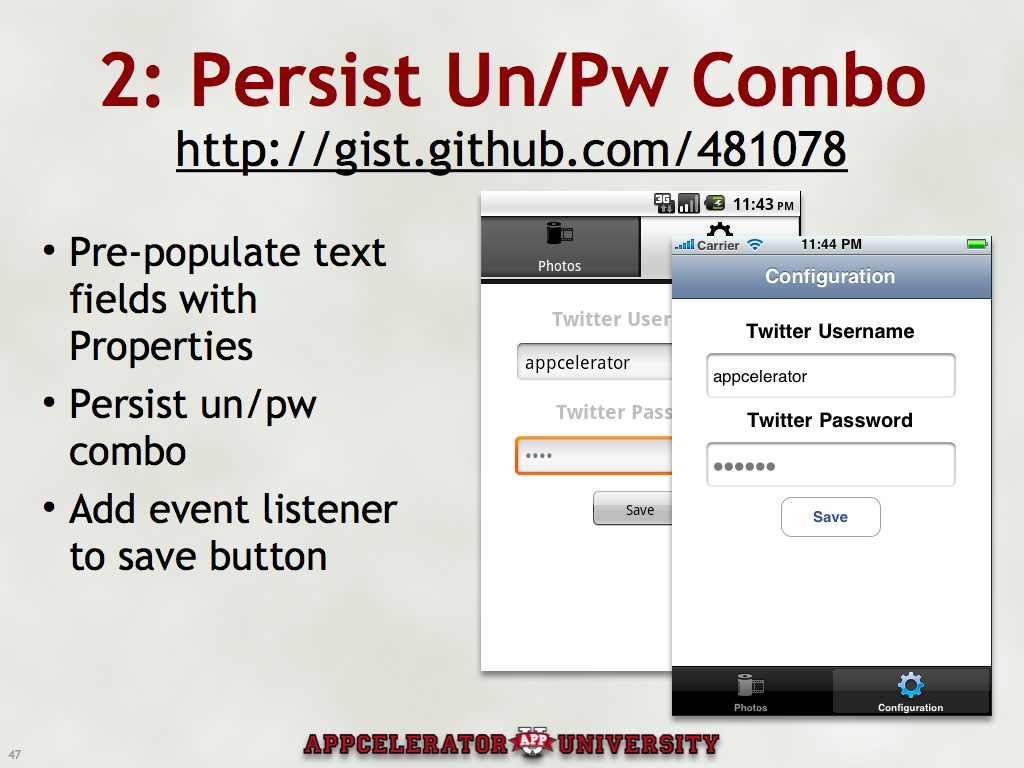 2: Persist Un/Pw Combo
http://gist.github.com/481078
• Pre-populate text
fields with
Properties
• Persist un/pw
combo
• Add event listener
to save button
3G 11:43 PM
Photos
Twitter User
appcelerator
Twitter Pass
••••
Save
Carrier 11:44 PM
Configuration
Twitter Username
appcelerator
Twitter Password
••••••
Save
Photos
Configuration
47
APPCELERATOR U APP UNIVERSITY